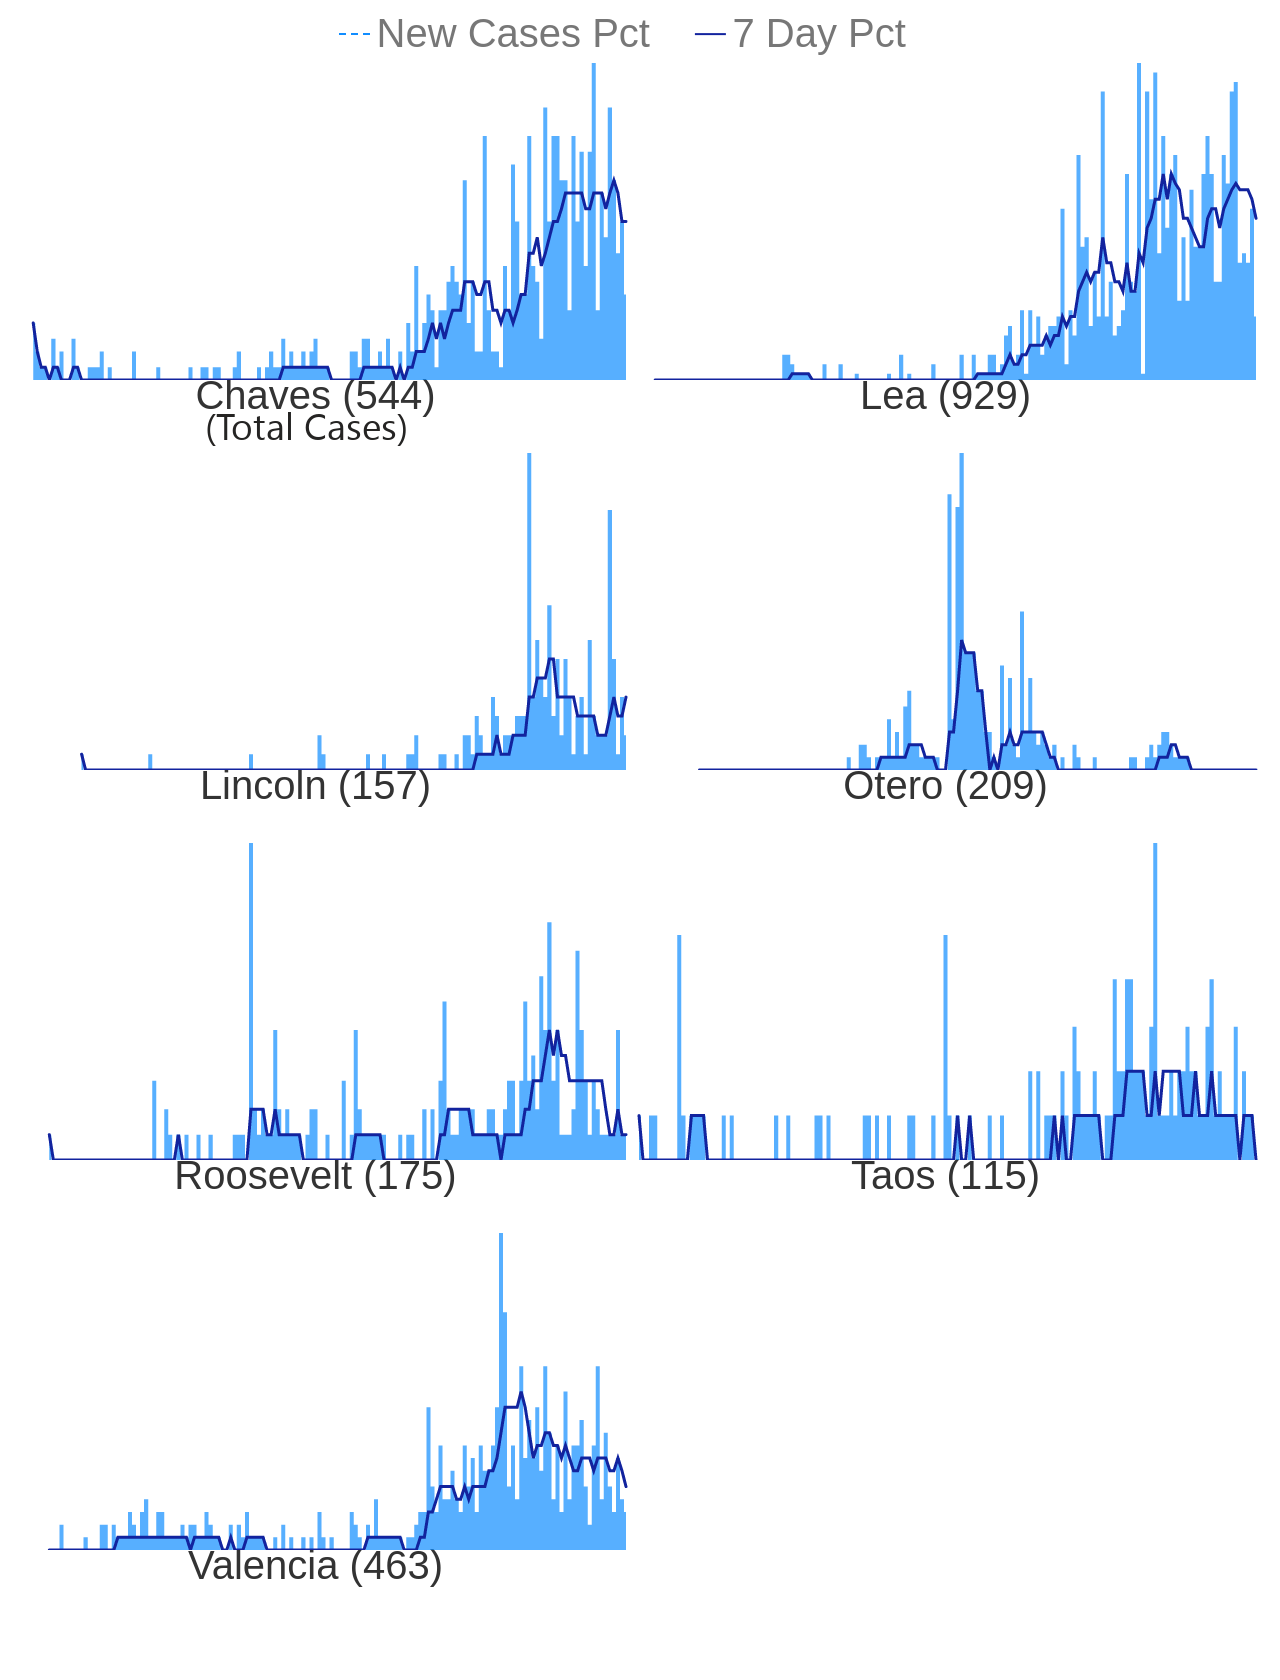 New Cases Pct 7 Day Pct
Chaves (544) Lea (929)
(Total Cases)
Lincoln (157) Otero (209)
Roosevelt (175) Taos (115)
Valencia (463)